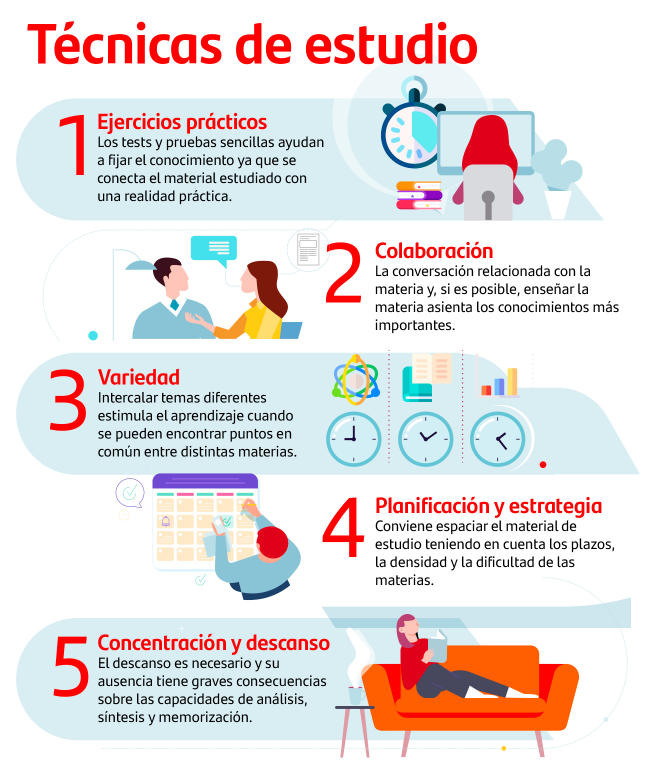 Técnicas de estudio
1
Ejercicios prácticos
Los tests y pruebas sencillas ayudan
a fijar el conocimiento ya que se
conecta el material estudiado con
una realidad práctica.
2
Colaboración
La conversación relacionada con la
materia y, si es posible, enseñar la
materia asienta los conocimientos más
importantes.
3
Variedad
Intercalar temas diferentes
estimula el aprendizaje cuando
se pueden encontrar puntos en
común entre distintas materias.
4
Planificación y estrategia
Conviene espaciar el material de
estudio teniendo en cuenta los plazos,
la densidad y la dificultad de las
materias.
5
Concentración y descanso
El descanso es necesario y su
ausencia tiene graves consecuencias
sobre las capacidades de análisis,
síntesis y memorización.